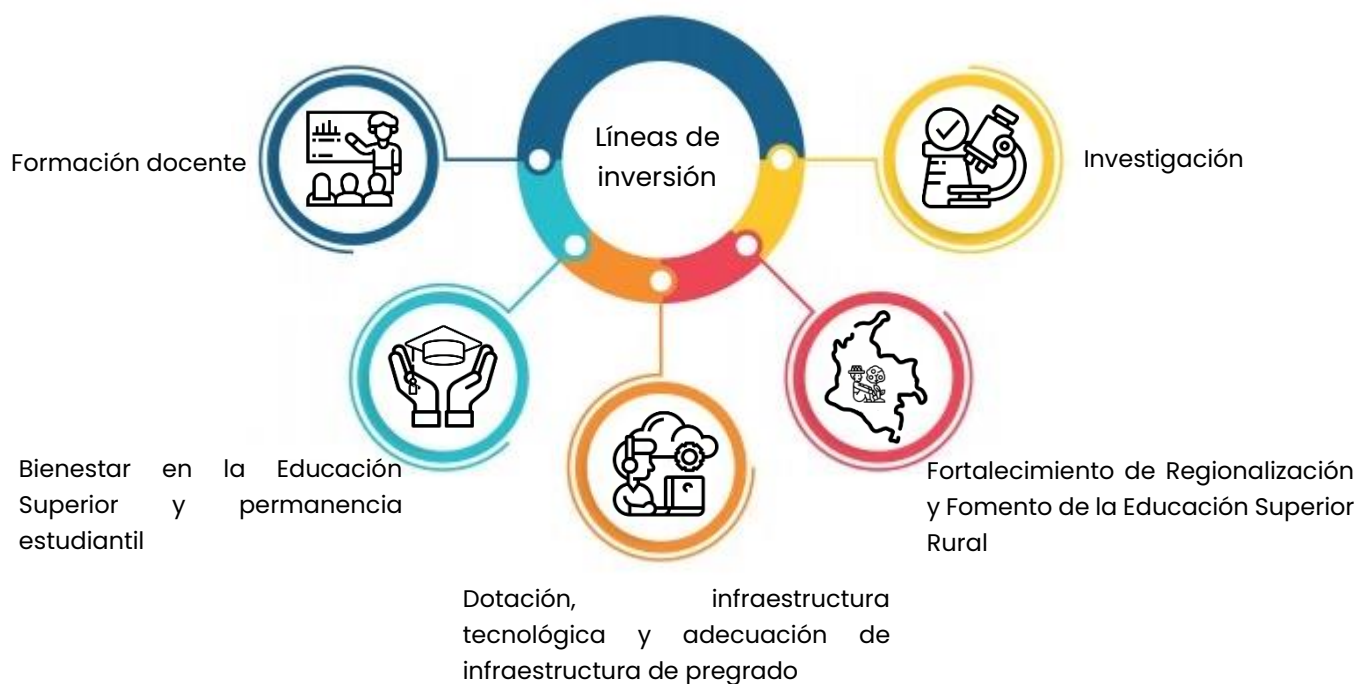 Líneas de
inversión
Formación docente
Investigación
Bienestar en la Educación
Superior y permanencia
estudiantil
Fortalecimiento de Regionalización
y Fomento de la Educación Superior
Rural
Dotación, infraestructura
tecnológica y adecuación de
infraestructura de pregrado